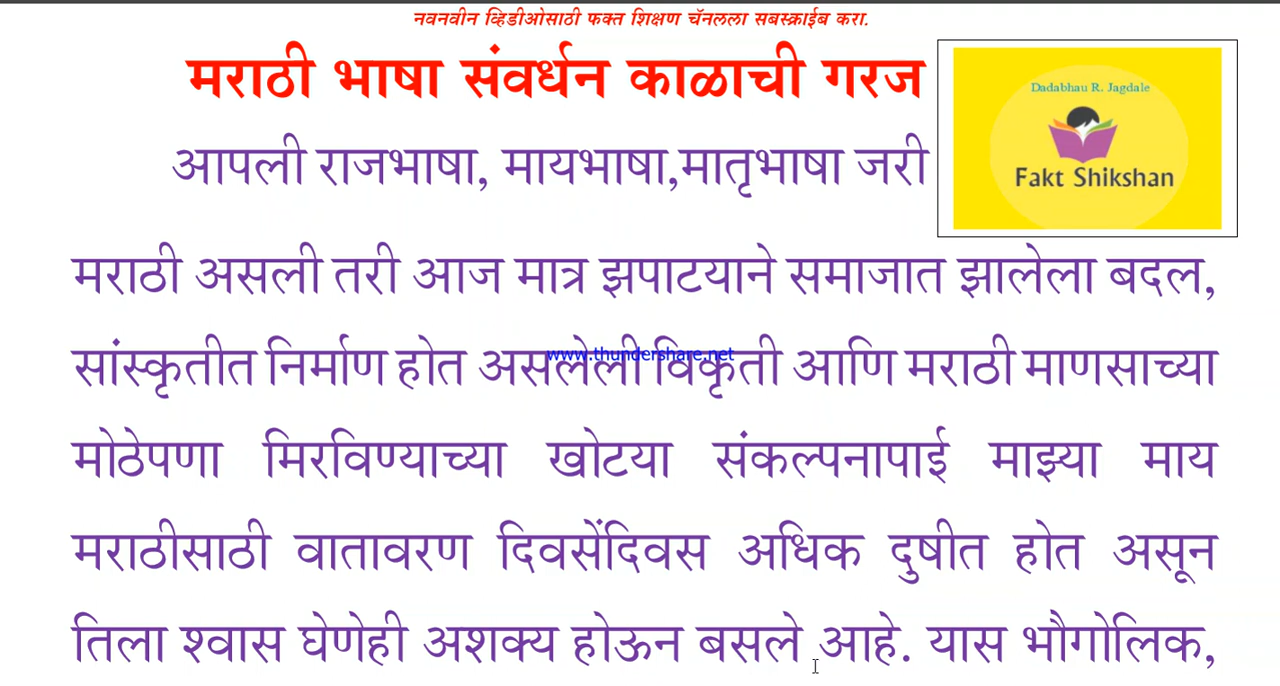 नवनवीन व्हिडीओसाठी फक्त शिक्षण चॅनलला सबस्क्राईब करा.
मराठी भाषा संवर्धन काळाची गरज
Dadabhau R. Jagdale
Fakt Shikshan
आपली राजभाषा, मायभाषा,मातृभाषा जरी
मराठी असली तरी आज मात्र झपाटयाने समाजात झालेला बदल,
www.thundershare.net
सांस्कृतीत निर्माण होत असलेली विकृती आणि मराठी माणसाच्या
मोठेपणा मिरविण्याच्या खोटया संकल्पनापाई माझ्या माय
मराठीसाठी वातावरण दिवसेंदिवस अधिक दुषीत होत असून
तिला श्वास घेणेही अशक्य होऊन बसले आहे. यास भौगोलिक,